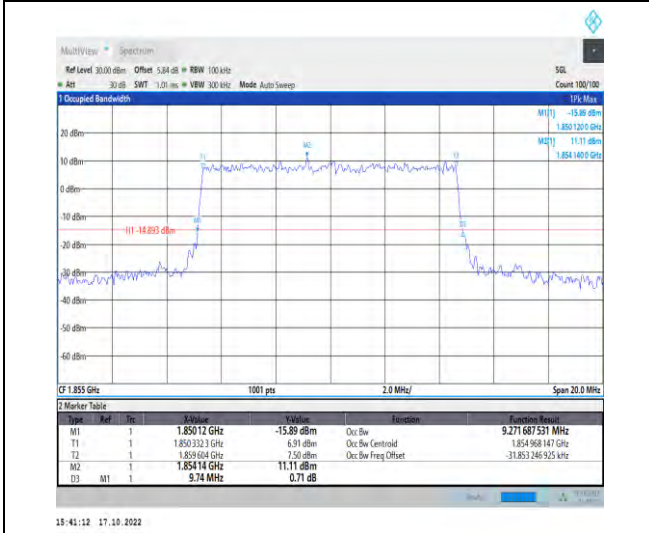 MultiView Spectrum
Ref Level 30.00 dBm Offset 5.84 dB RBW 100 kHz SGL
Att 30 dB SWT 1.01 ms VBW 300 kHz Mode Auto Sweep Count 100/100
1 Occupied Bandwidth 1Pk Max
M1[1] -15.89 dBm
1.850 120 0 GHz
M2[1] 11.11 dBm
1.854 140 0 GHz
20 dBm
M2
T1 T2
10 dBm
0 dBm
-10 dBm
M1 D3
H1 -14.893 dBm
-20 dBm
-30 dBm
-40 dBm
-50 dBm
-60 dBm
CF 1.855 GHz 1001 pts 2.0 MHz/ Span 20.0 MHz
2 Marker Table
Type Ref Trc X-Value Y-Value Function Function Result
M1 1 1.85012 GHz -15.89 dBm Occ Bw 9.271 687 531 MHz
T1 1 1.850 332 3 GHz 6.91 dBm Occ Bw Centroid 1.854 968 147 GHz
T2 1 1.859 604 GHz 7.50 dBm Occ Bw Freq Offset -31.853 246 925 kHz
M2 1 1.85414 GHz 11.11 dBm
D3 M1 1 9.74 MHz 0.71 dB
15:41:12 17.10.2022